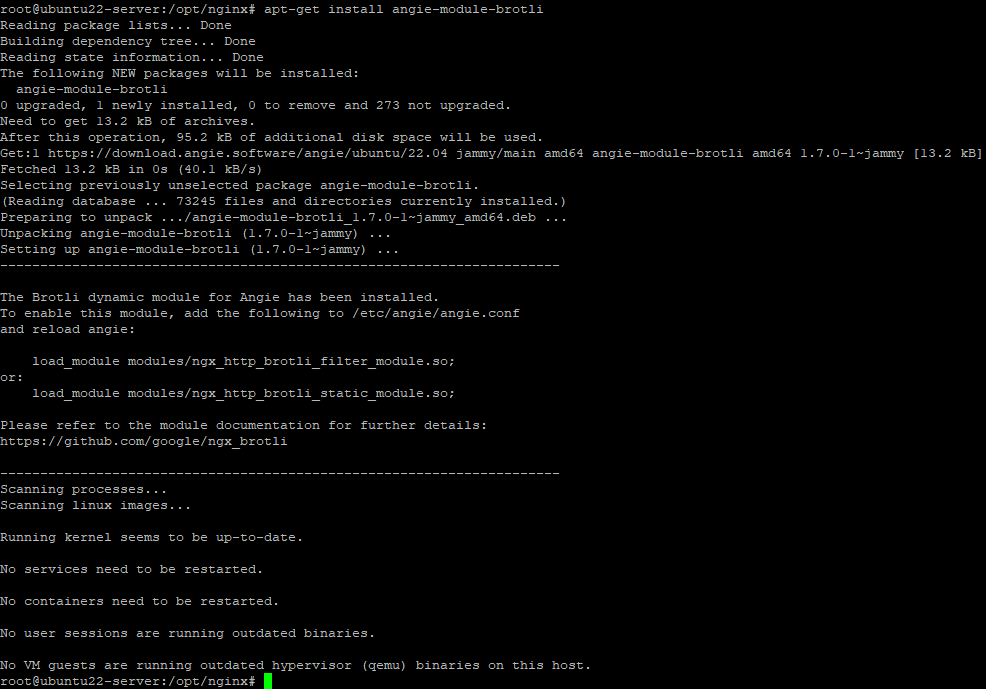 root@ubuntu22-server:/opt/nginx# apt-get install angie-module-brotli
Reading package lists... Done
Building dependency tree... Done
Reading state information... Done
The following NEW packages will be installed:
  angie-module-brotli
0 upgraded, 1 newly installed, 0 to remove and 273 not upgraded.
Need to get 13.2 kB of archives.
After this operation, 95.2 kB of additional disk space will be used.
Get:1 https://download.angie.software/angie/ubuntu/22.04 jammy/main amd64 angie-module-brotli amd64 1.7.0-1~jammy [13.2 kB]
Fetched 13.2 kB in 0s (40.1 kB/s)
Selecting previously unselected package angie-module-brotli.
(Reading database ... 73245 files and directories currently installed.)
Preparing to unpack .../angie-module-brotli_1.7.0-1~jammy_amd64.deb ...
Unpacking angie-module-brotli (1.7.0-1~jammy) ...
Setting up angie-module-brotli (1.7.0-1~jammy) ...
----------------------------------------------------------------------

The Brotli dynamic module for Angie has been installed.
To enable this module, add the following to /etc/angie/angie.conf
and reload angie:

    load_module modules/ngx_http_brotli_filter_module.so;
or:
    load_module modules/ngx_http_brotli_static_module.so;

Please refer to the module documentation for further details:
https://github.com/google/ngx_brotli

----------------------------------------------------------------------
Scanning processes...
Scanning linux images...

Running kernel seems to be up-to-date.

No services need to be restarted.

No containers need to be restarted.

No user sessions are running outdated binaries.

No VM guests are running outdated hypervisor (qemu) binaries on this host.
root@ubuntu22-server:/opt/nginx#